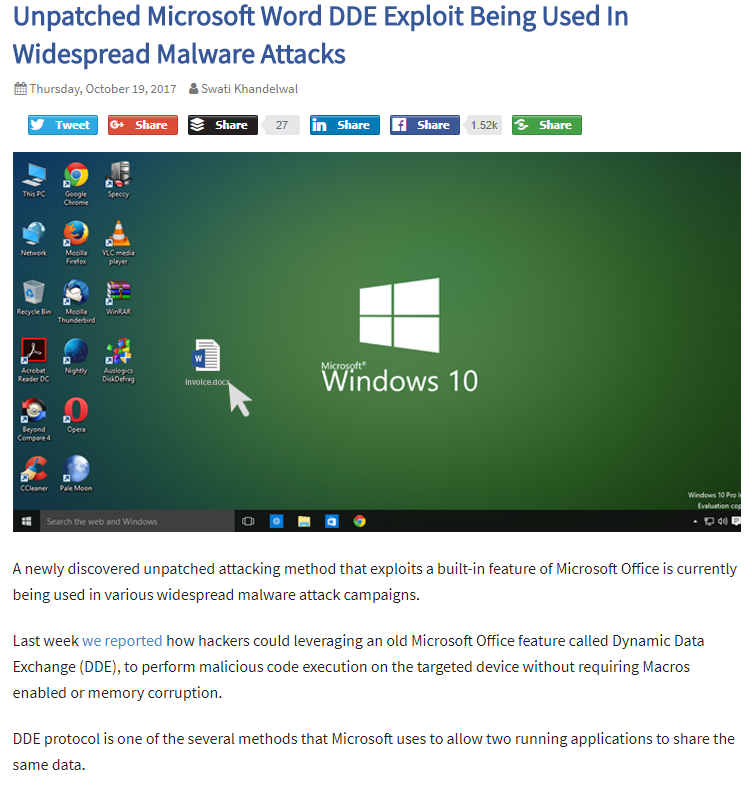 Unpatched Microsoft Word DDE Exploit Being Used In
Widespread Malware Attacks
Thursday, October 19, 2017 Swati Khandelwal
Tweet G+ Share Share 27 in Share f Share 1.52k Share
This PC Google Chrome Speccy
Network Mozilla Firefox VLC media player
Recycle Bin Mozilla Thunderbird WinRAR
Acrobat Reader DC Nightly Auslogics DiskDefrag
Invoice.docx
Microsoft®
Windows 10
Beyond Compare 4 Opera
CCleaner Pale Moon
Windows 10 Pro
Evaluation cop
Search the web and Windows
A newly discovered unpatched attacking method that exploits a built-in feature of Microsoft Office is currently
being used in various widespread malware attack campaigns.
Last week we reported how hackers could leveraging an old Microsoft Office feature called Dynamic Data
Exchange (DDE), to perform malicious code execution on the targeted device without requiring Macros
enabled or memory corruption.
DDE protocol is one of the several methods that Microsoft uses to allow two running applications to share the
same data.